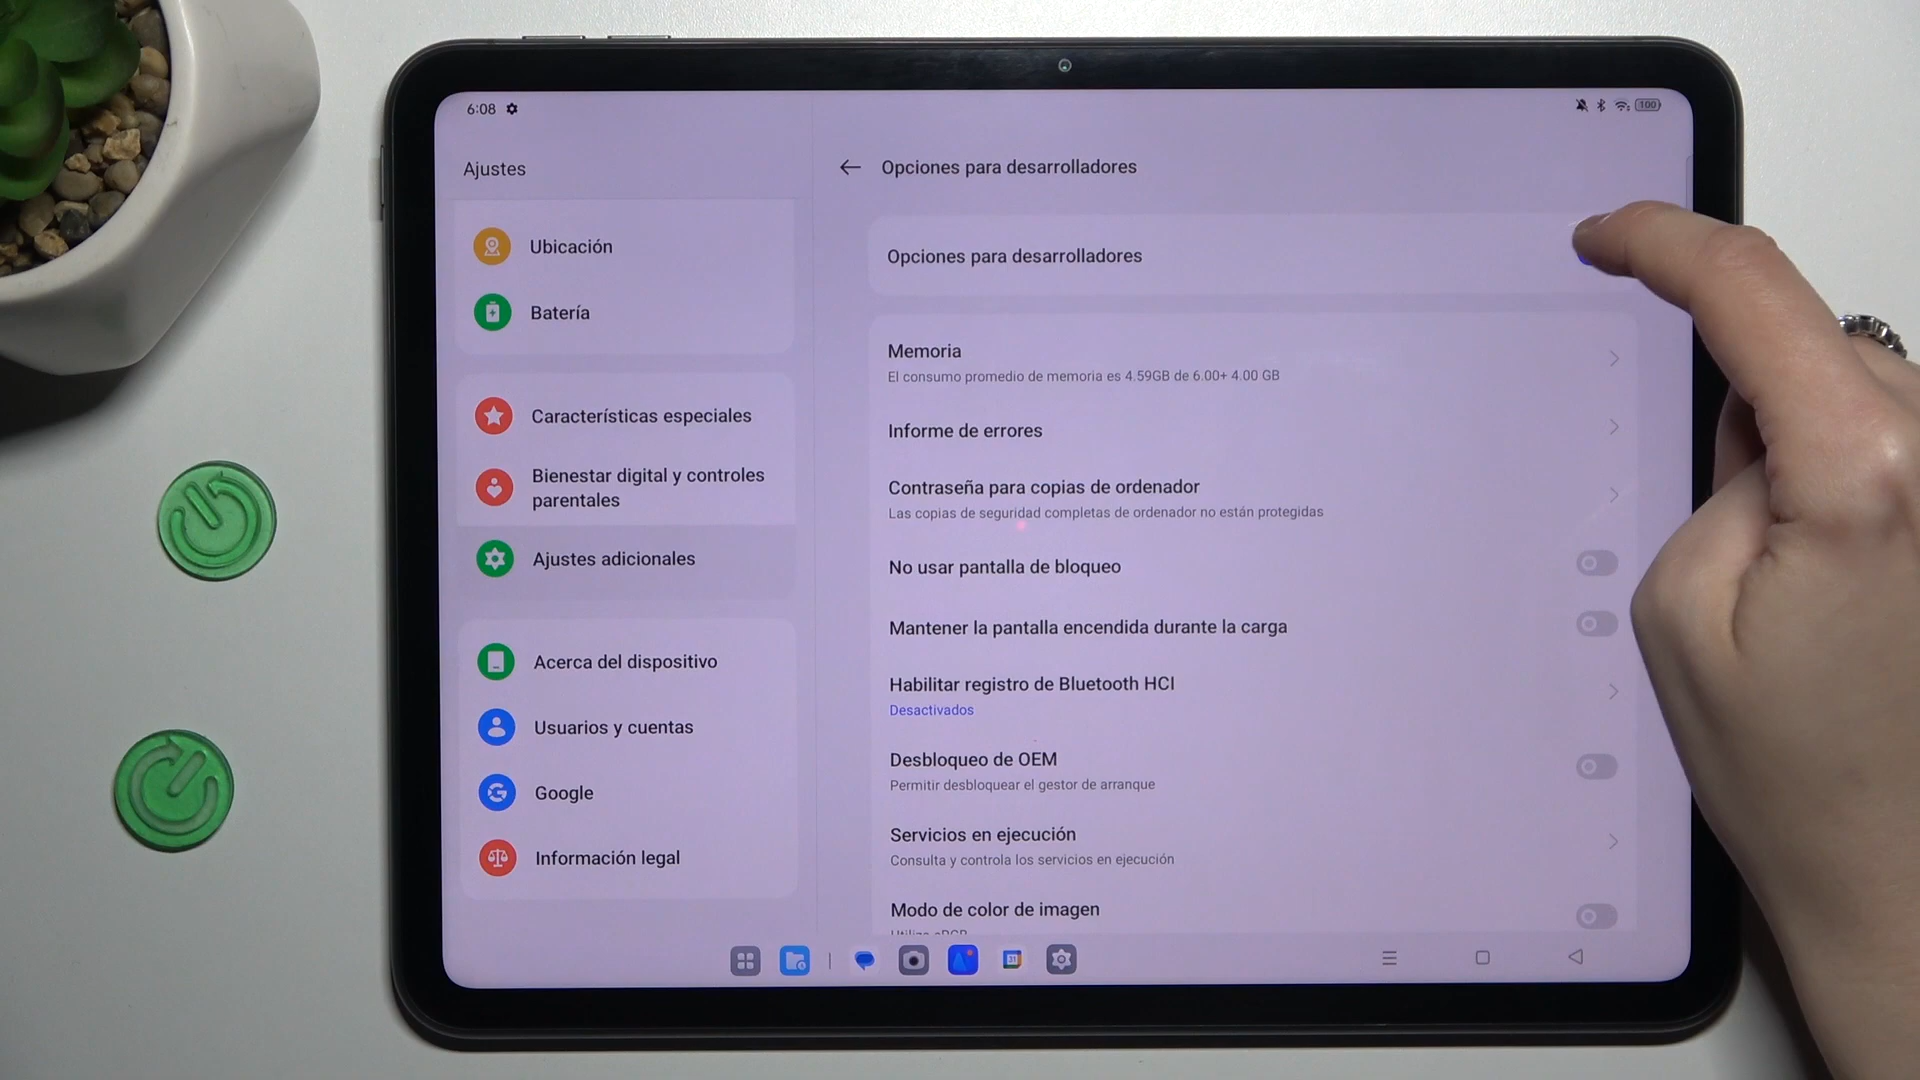 6:08
100
Ajustes
Ubicación
Batería
Características especiales
Bienestar digital y controles
parentales
Ajustes adicionales
Acerca del dispositivo
Usuarios y cuentas
Google
Información legal
Opciones para desarrolladores
Opciones para desarrolladores
Memoria
El consumo promedio de memoria es 4.59GB de 6.00+ 4.00 GB
Informe de errores
Contraseña para copias de ordenador
Las copias de seguridad completas de ordenador no están protegidas
No usar pantalla de bloqueo
Mantener la pantalla encendida durante la carga
Habilitar registro de Bluetooth HCI
Desactivados
Desbloqueo de OEM
Permitir desbloquear el gestor de arranque
Servicios en ejecución
Consulta y controla los servicios en ejecución
Modo de color de imagen
Utiliza sRGB
31